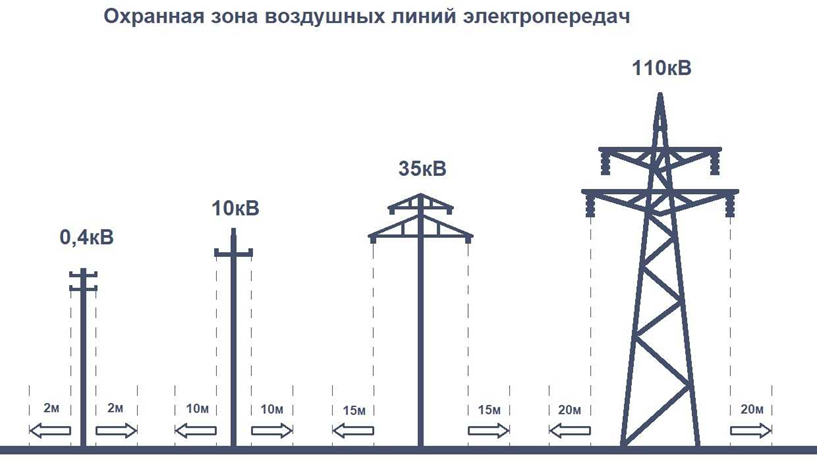 Охранная зона воздушных линий электропередач
110кВ
35кВ
10кВ
0,4кВ
2м 2м 10м 10м 15м 15м 20м 20м